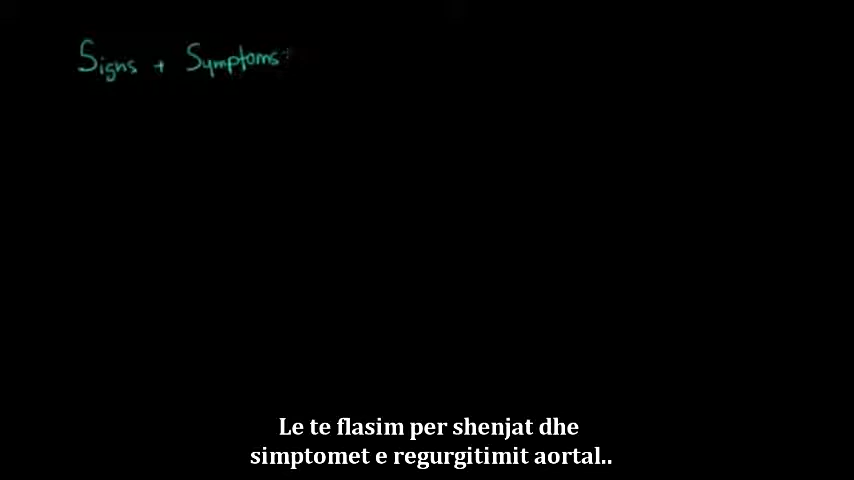 Signs + Symptoms
Le te flasim per shenjat dhe
simptomet e regurgitimit aortal..